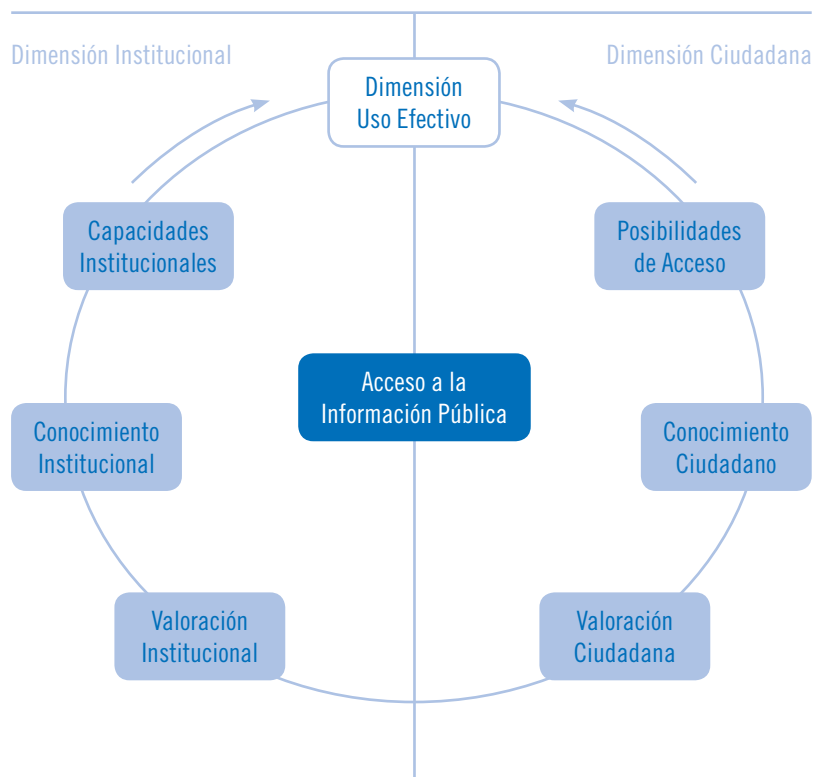 Dimensión Institucional
Dimensión Ciudadana
Dimensión
Uso Efectivo
Capacidades
Institucionales
Posibilidades
de Acceso
Acceso a la
Información Pública
Conocimiento
Institucional
Conocimiento
Ciudadano
Valoración
Institucional
Valoración
Ciudadana